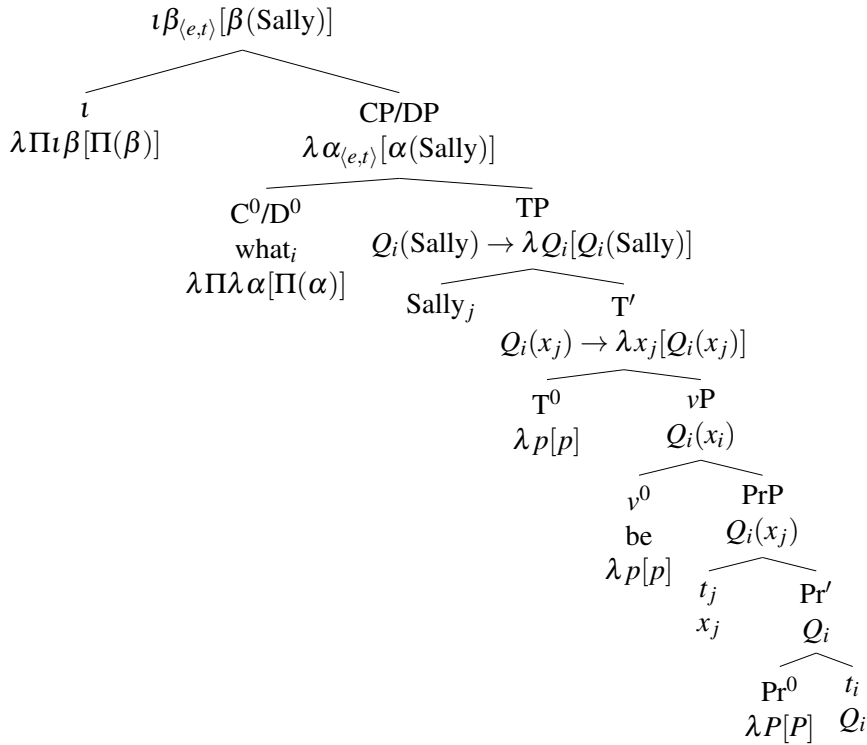 ιβ⟨e,t⟩[β(Sally)]
ι CP/DP
λΠιβ[Π(β)] λα⟨e,t⟩[α(Sally)]
C⁰/D⁰ TP
whatᵢ Qᵢ(Sally) → λQᵢ[Qᵢ(Sally)]
λΠλα[Π(α)]
Sallyⱼ T′
Qᵢ(xⱼ) → λxⱼ[Qᵢ(xⱼ)]
T⁰ vP
λp[p] Qᵢ(xᵢ)
v⁰ PrP
be Qᵢ(xⱼ)
λp[p]
tⱼ Pr′
xⱼ Qᵢ
Pr⁰ tᵢ
λP[P] Qᵢ